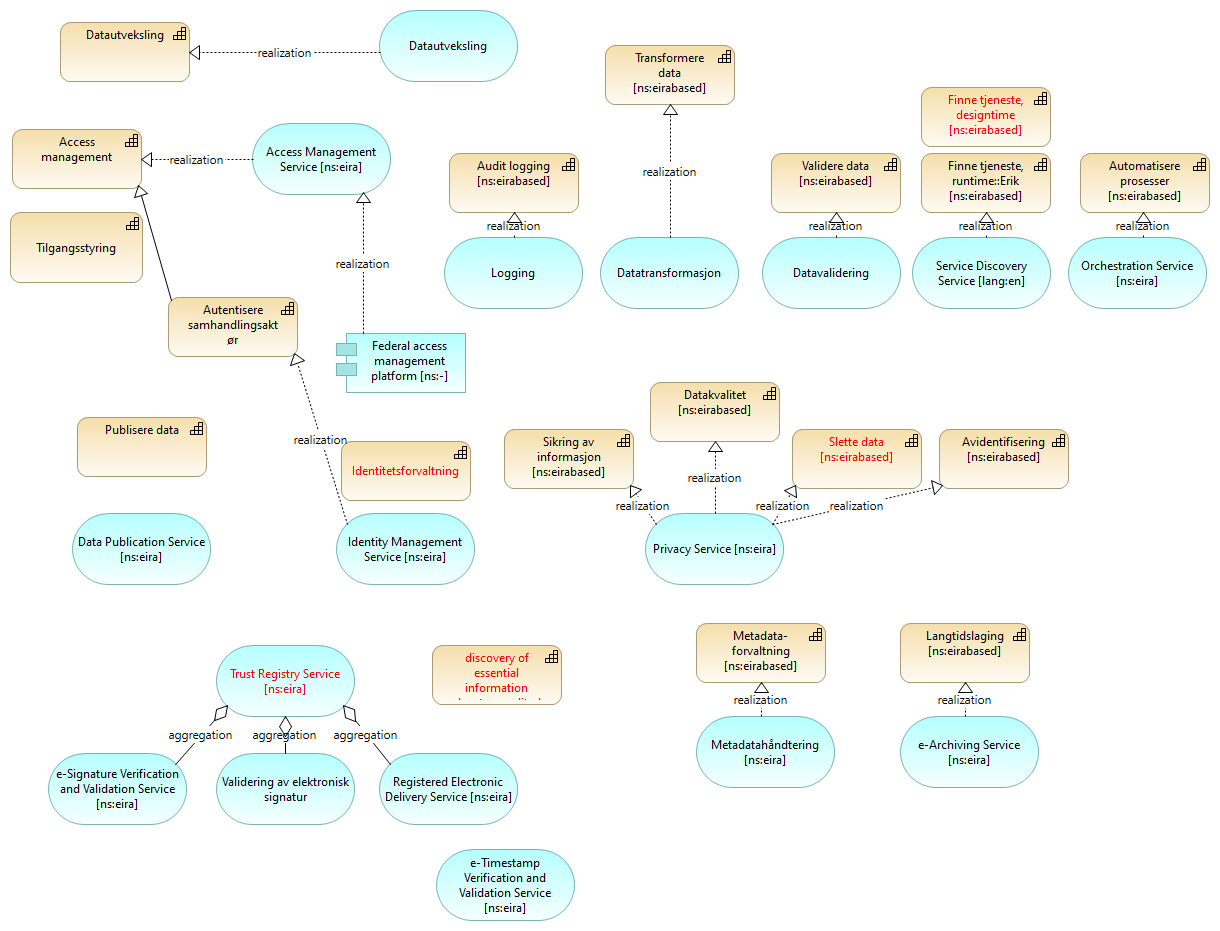 Datautveksling
realization
Datautveksling
Transformere
data
[ns:eirabased]
realization
Finne tjeneste,
designtime
[ns:eirabased]
Access
management
realization
Access Management
Service [ns:eira]
Audit logging
[ns:eirabased]
realization
Logging
Datatransformasjon
Validere data
[ns:eirabased]
realization
Datavalidering
Finne tjeneste,
runtime::Erik
[ns:eirabased]
realization
Service Discovery
Service [lang:en]
Automatisere
prosesser
[ns:eirabased]
realization
Orchestration Service
[ns:eira]
Tilgangsstyring
realization
Autentisere
samhandlingsakt
ør
Federal access
management
platform [ns:-]
Publisere data
realization
Identitetsforvaltning
Data Publication Service
[ns:eira]
Identity Management
Service [ns:eira]
Datakvalitet
[ns:eirabased]
Sikring av
informasjon
[ns:eirabased]
Slette data
[ns:eirabased]
Avidentifisering
[ns:eirabased]
realization
realization
realization
realization
Privacy Service [ns:eira]
Trust Registry Service
[ns:eira]
discovery of
essential
information
aggregation
aggregation
aggregation
e-Signature Verification
and Validation Service
[ns:eira]
Validering av elektronisk
signatur
Registered Electronic
Delivery Service [ns:eira]
e-Timestamp
Verification and
Validation Service
[ns:eira]
Metadata-
forvaltning
[ns:eirabased]
realization
Metadatahåndtering
[ns:eira]
Langtidslaging
[ns:eirabased]
realization
e-Archiving Service
[ns:eira]